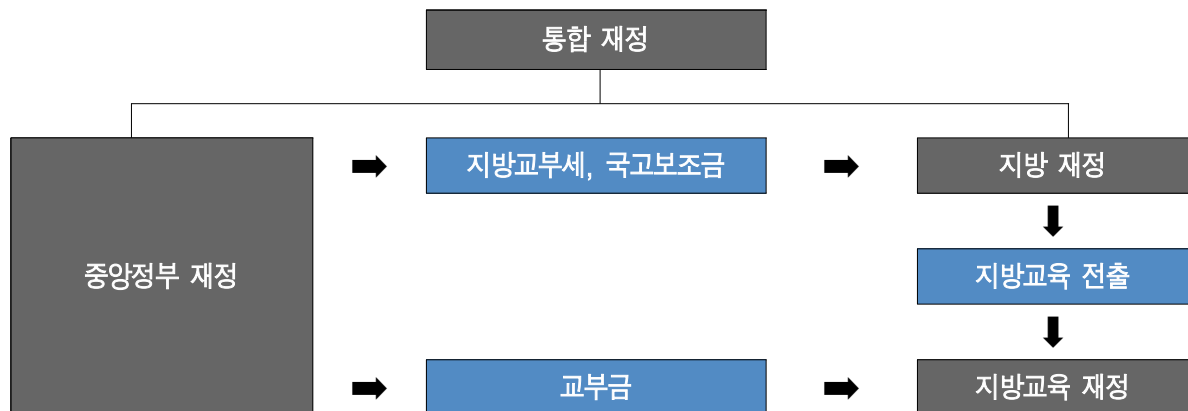 통합 재정
지방교부세, 국고보조금
지방 재정
중앙정부 재정
지방교육 전출
교부금
지방교육 재정